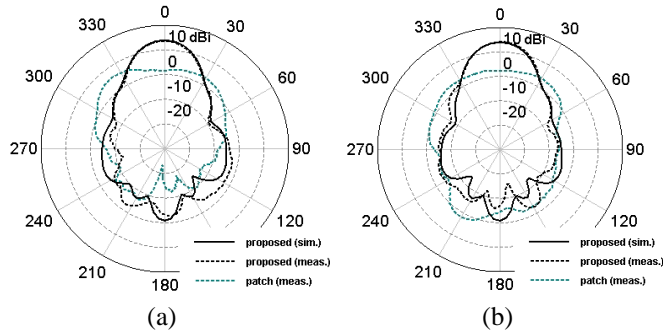 0
330
30
10 dBi
0
300
60
-10
-20
270
90
240
120
210
180
proposed (sim.)
proposed (meas.)
patch (meas.)
(a)
0
330
30
10 dBi
0
300
60
-10
-20
270
90
240
120
210
180
proposed (sim.)
proposed (meas.)
patch (meas.)
(b)